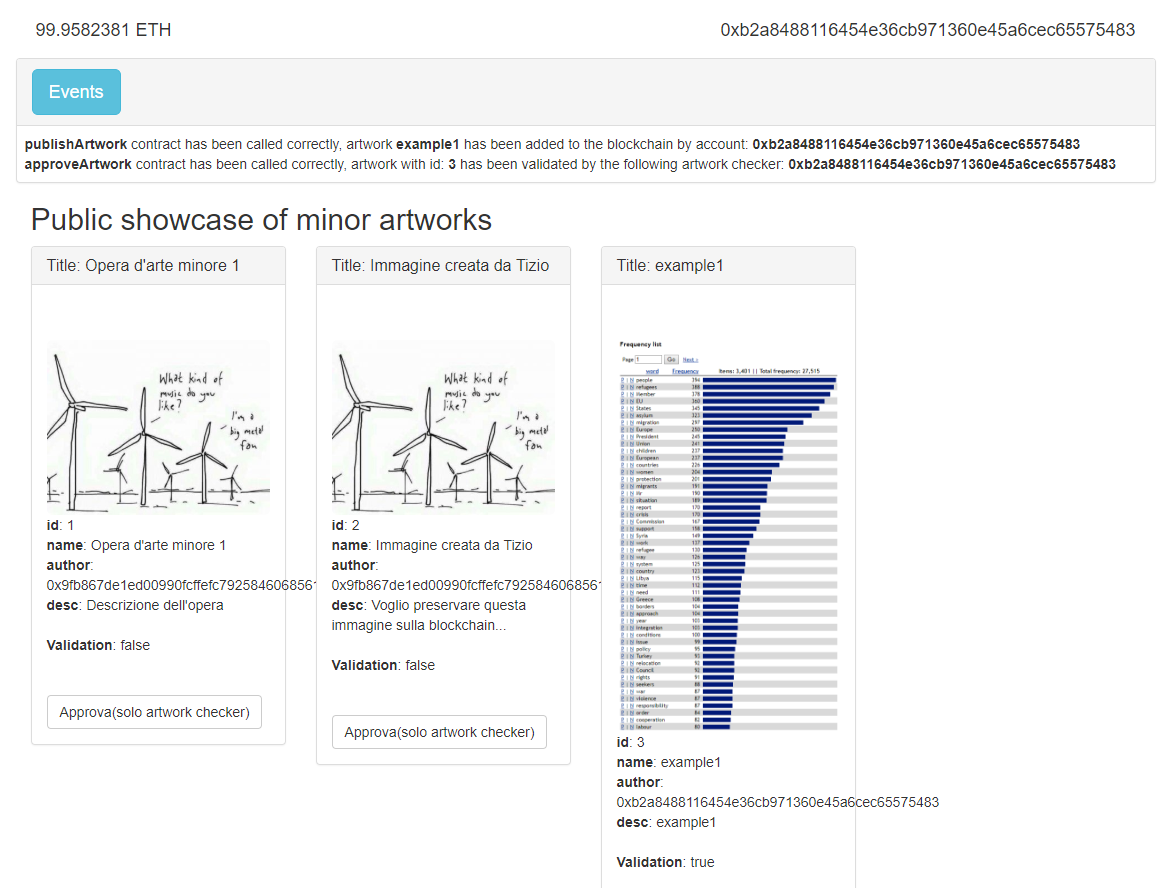 99.9582381 ETH
0xb2a8488116454e36cb971360e45a6cec65575483
Events
publishArtwork contract has been called correctly, artwork example1 has been added to the blockchain by account: 0xb2a8488116454e36cb971360e45a6cec65575483
approveArtwork contract has been called correctly, artwork with id: 3 has been validated by the following artwork checker: 0xb2a8488116454e36cb971360e45a6cec65575483
Public showcase of minor artworks
Title: Opera d'arte minore 1
What kind of
music do you
like?
I'm a
big metal
fan
id: 1
name: Opera d'arte minore 1
author:
0x9fb867de1ed00990fcffefc792584606856
desc: Descrizione dell'opera
Validation: false
Approva(solo artwork checker)
Title: Immagine creata da Tizio
What kind of
music do you
like?
I'm a
big metal
fan
id: 2
name: Immagine creata da Tizio
author:
0x9fb867de1ed00990fcffefc792584606856
desc: Voglio preservare questa
immagine sulla blockchain...
Validation: false
Approva(solo artwork checker)
Title: example1
Frequency list
Page 1 Go Next >
word Frequency Items: 3,401 || Total frequency: 27,515
people 394
refugees 388
Member 378
EU 360
States 345
asylum 323
migration 297
Europe 250
President 245
Union 241
children 237
European 237
countries 226
women 204
protection 201
migrants 191
Mr 190
situation 189
report 170
crisis 170
Commission 167
support 158
Syria 149
work 137
refugee 130
way 126
system 125
country 123
Libya 115
time 112
need 111
Greece 108
borders 104
approach 104
year 103
integration 103
conditions 100
issue 99
policy 95
Turkey 93
relocation 92
Council 92
rights 91
seekers 88
war 87
violence 87
responsibility 87
order 84
cooperation 82
labour 80
id: 3
name: example1
author:
0xb2a8488116454e36cb971360e45a6cec65575483
desc: example1
Validation: true